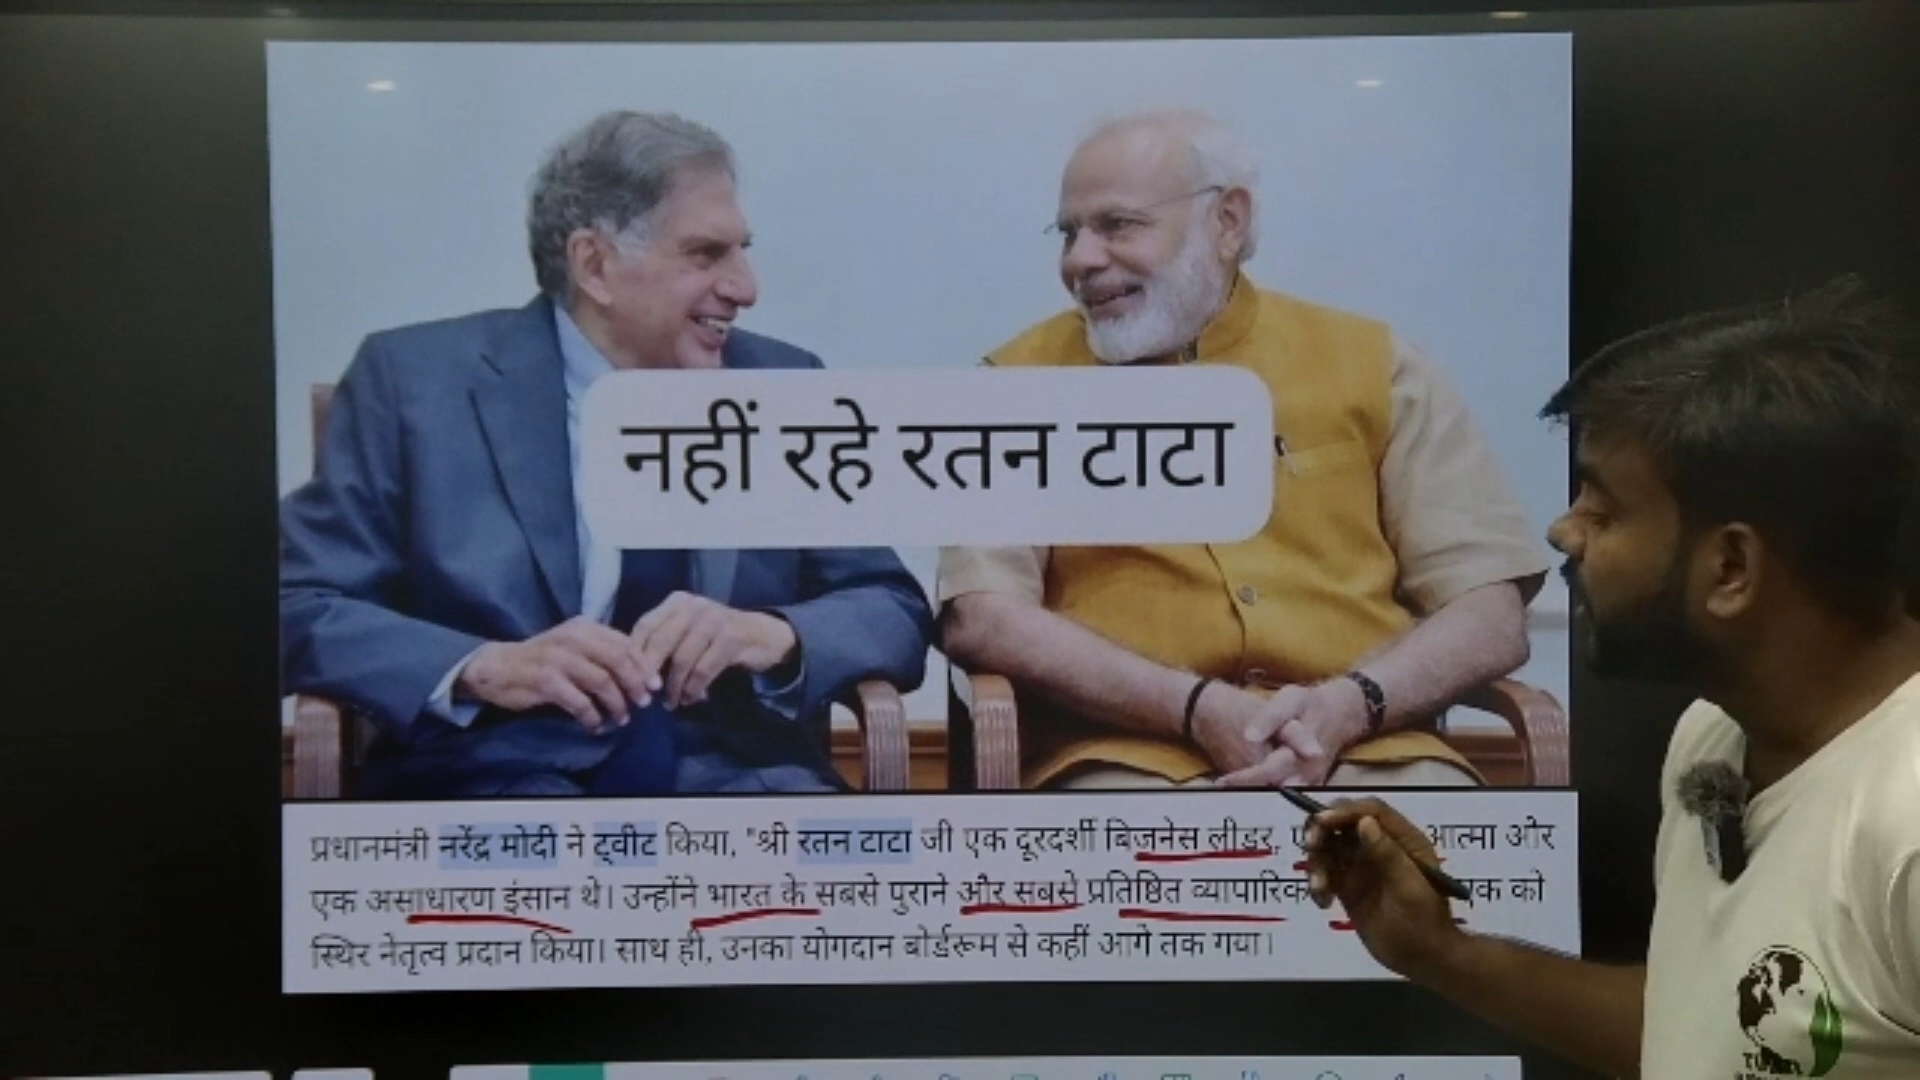 नहीं रहे रतन टाटा
प्रधानमंत्री नरेंद्र मोदी ने ट्वीट किया, "श्री रतन टाटा जी एक दूरदर्शी बिजनेस लीडर, आत्मा और
एक असाधारण इंसान थे। उन्होंने भारत के सबसे पुराने और सबसे प्रतिष्ठित व्यापारिक एक को
स्थिर नेतृत्व प्रदान किया। साथ ही, उनका योगदान बोर्डरूम से कहीं आगे तक गया।